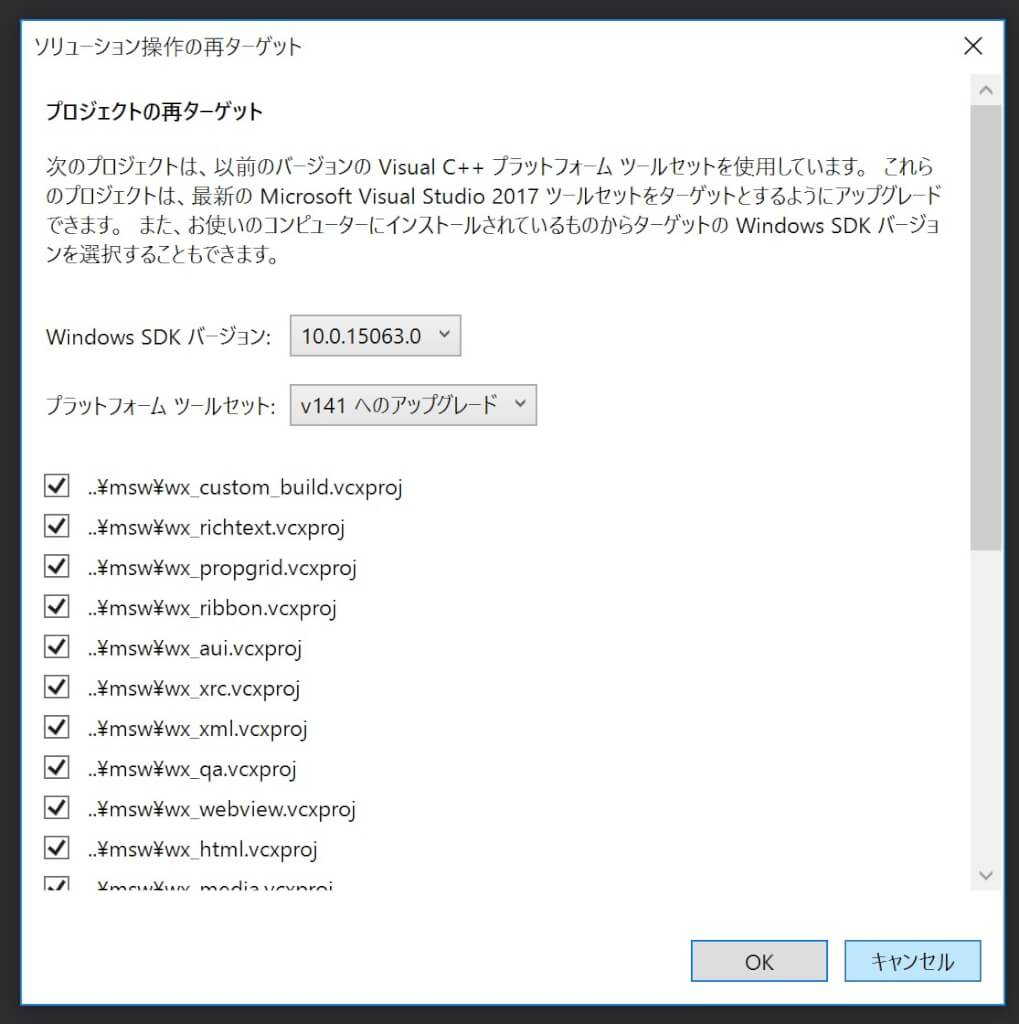 ソリューション操作の再ターゲット
プロジェクトの再ターゲット
次のプロジェクトは、以前のバージョンの Visual C++ プラットフォーム ツールセットを使用しています。 これら
のプロジェクトは、最新の Microsoft Visual Studio 2017 ツールセットをターゲットとするようにアップグレード
できます。 また、お使いのコンピューターにインストールされているものからターゲットの Windows SDK バージョ
ンを選択することもできます。
Windows SDK バージョン: 10.0.15063.0
プラットフォーム ツールセット: v141 へのアップグレード
..¥msw¥wx_custom_build.vcxproj
..¥msw¥wx_richtext.vcxproj
..¥msw¥wx_propgrid.vcxproj
..¥msw¥wx_ribbon.vcxproj
..¥msw¥wx_aui.vcxproj
..¥msw¥wx_xrc.vcxproj
..¥msw¥wx_xml.vcxproj
..¥msw¥wx_qa.vcxproj
..¥msw¥wx_webview.vcxproj
..¥msw¥wx_html.vcxproj
..¥msw¥wx_media.vcxproj
OK キャンセル